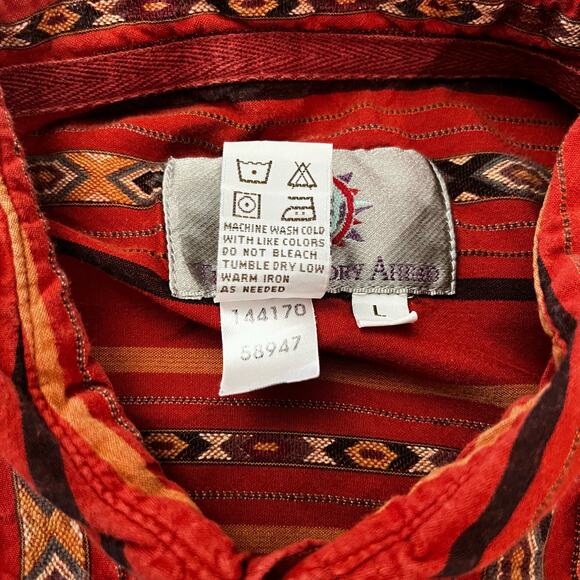 MACHINE WASH COLD
WITH LIKE COLORS
DO NOT BLEACH
TUMBLE DRY LOW
WARM IRON
AS NEEDED
144170
58947
L
AHEAD